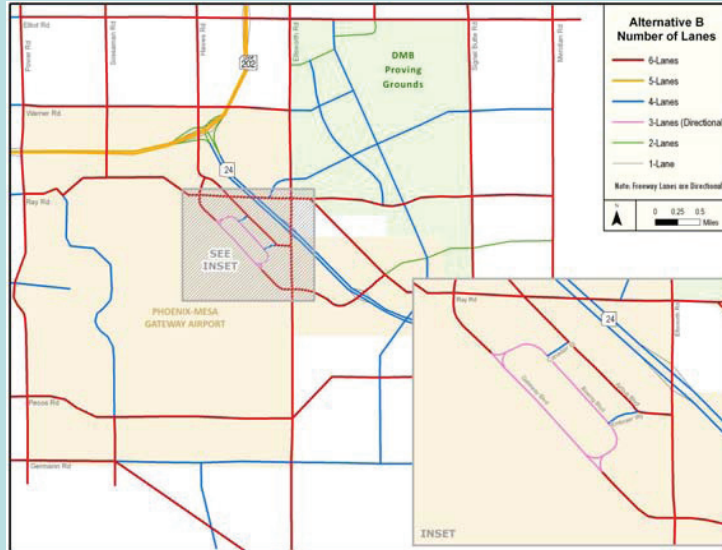 Elliot Rd
Power Rd
Sossaman Rd
Hawes Rd
202
Ellsworth Rd
DMB
Proving
Grounds
Signal Butte Rd
Meridian Rd
Alternative B
Number of Lanes
6-Lanes
5-Lanes
4-Lanes
3-Lanes (Directional)
2-Lanes
1-Lane
Note: Freeway Lanes are Directional
N
0 0.25 0.5
Miles
Warner Rd
24
Ray Rd
SEE
INSET
PHOENIX-MESA
GATEWAY AIRPORT
Pecos Rd
Germann Rd
Ray Rd
24
Ellsworth Rd
Gateway Blvd
INSET